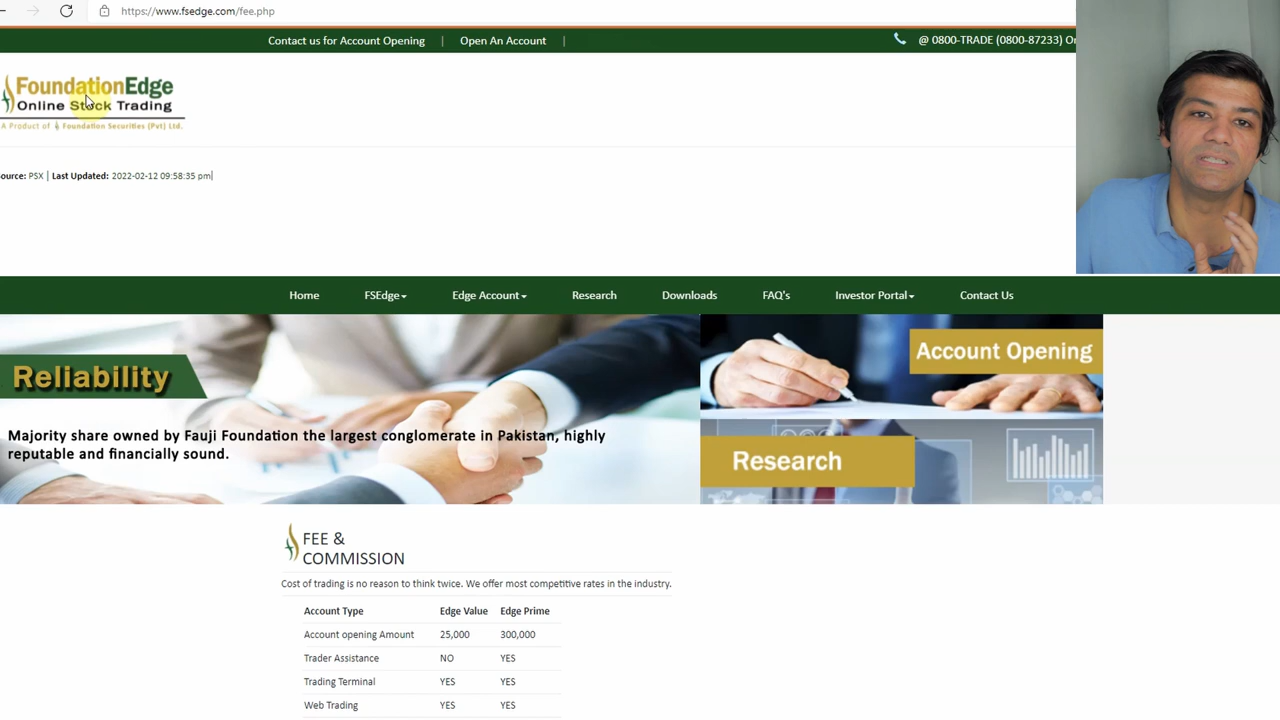 https://www.fsedge.com/fee.php
Contact us for Account Opening | Open An Account |
@ 0800-TRADE (0800-87233) Or
FoundationEdge
Online Stock Trading
A Product of Foundation Securities (Pvt) Ltd.
ource: PSX | Last Updated: 2022-02-12 09:58:35 pm|
Home FSEdge Edge Account Research Downloads FAQ's Investor Portal Contact Us
Reliability
Majority share owned by Fauji Foundation the largest conglomerate in Pakistan, highly
reputable and financially sound.
Account Opening
Research
FEE &
COMMISSION
Cost of trading is no reason to think twice. We offer most competitive rates in the industry.
Account Type Edge Value Edge Prime
Account opening Amount 25,000 300,000
Trader Assistance NO YES
Trading Terminal YES YES
Web Trading YES YES